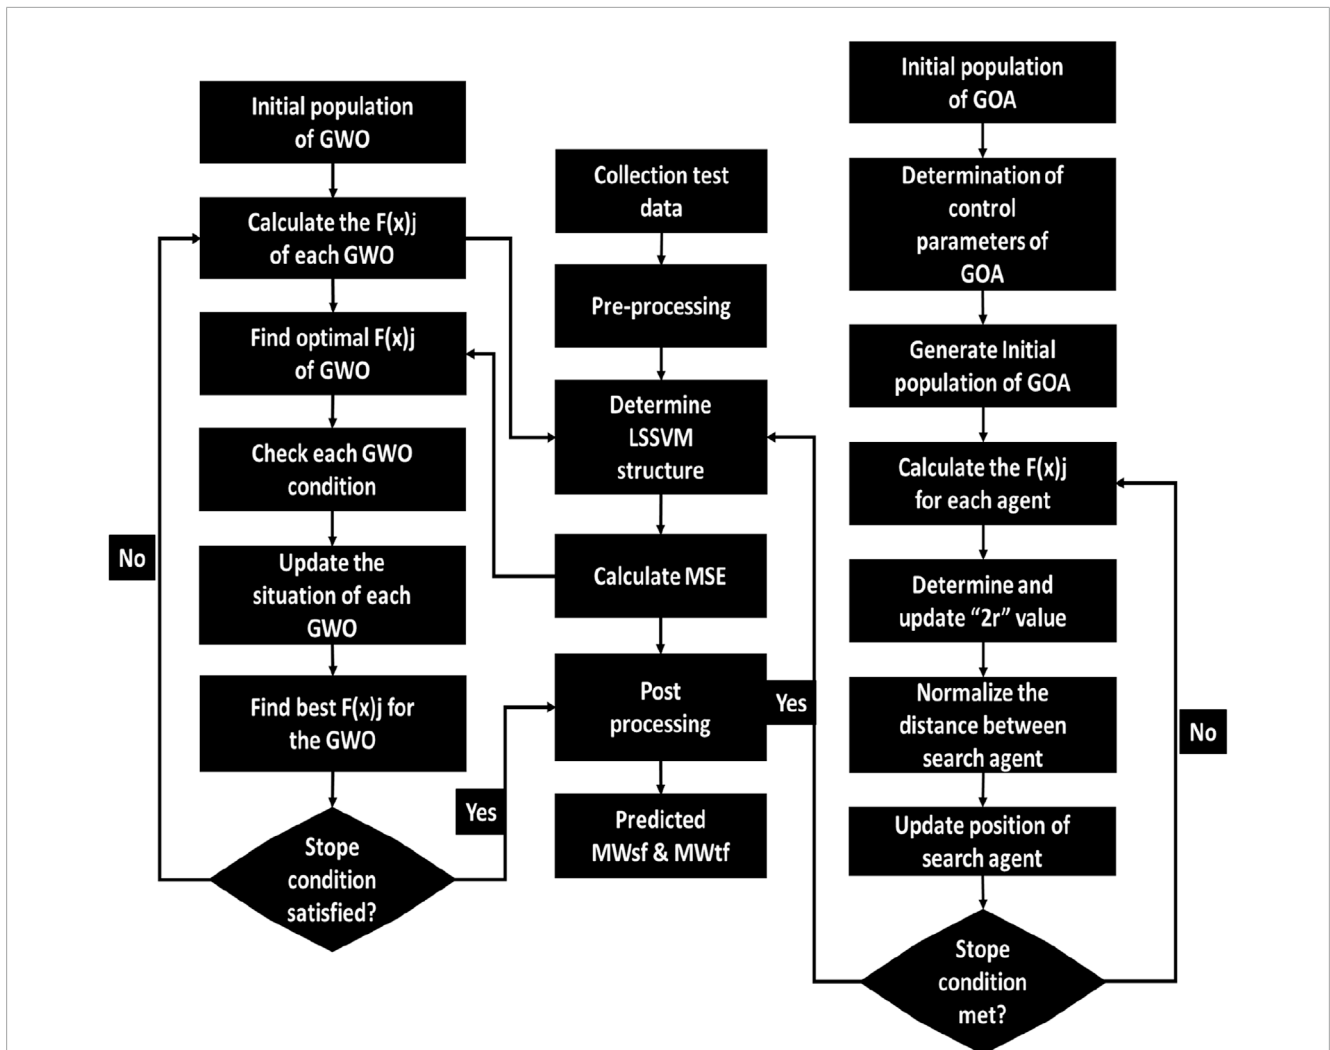 Initial population
of GWO
Calculate the F(x)j
of each GWO
Find optimal F(x)j
of GWO
Check each GWO
condition
No
Update the
situation of each
GWO
Find best F(x)j for
the GWO
Yes
Stope
condition
satisfied?
Collection test
data
Pre-processing
Determine
LSSVM
structure
Calculate MSE
Post
processing
Predicted
MWsf & MWtf
Yes
Initial population
of GOA
Determination of
control
parameters of
GOA
Generate Initial
population of GOA
Calculate the F(x)j
for each agent
Determine and
update “2r” value
Normalize the
distance between
search agent
No
Update position of
search agent
Stope
condition
met?